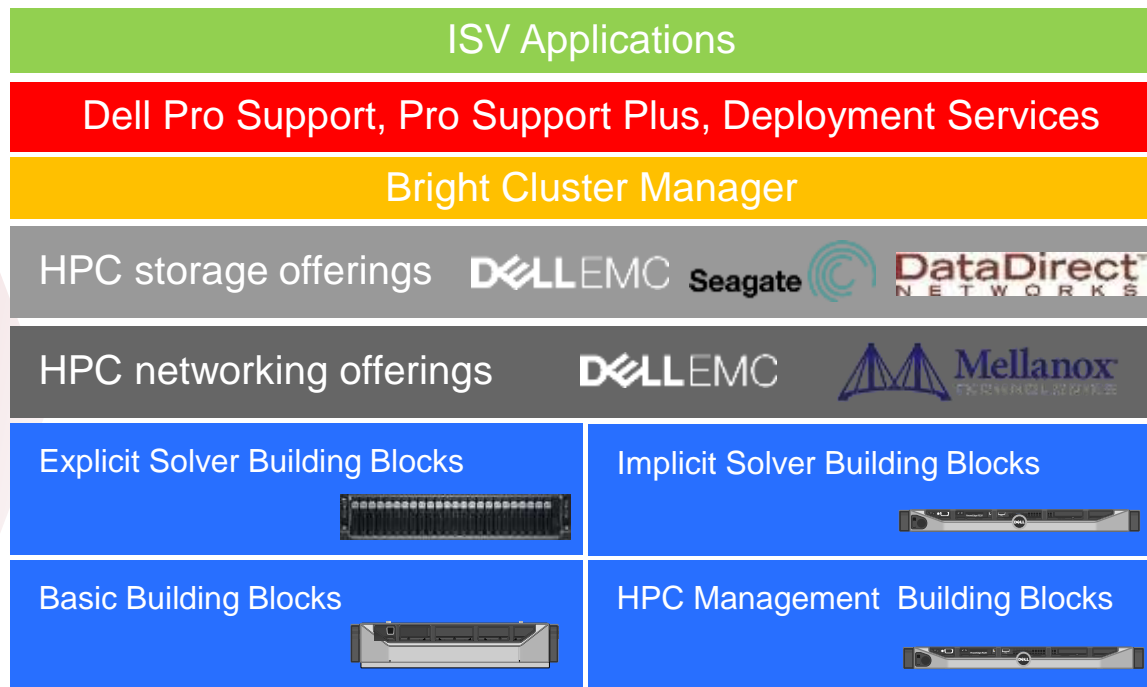 ISV Applications
Dell Pro Support, Pro Support Plus, Deployment Services
Bright Cluster Manager
HPC storage offerings DELLEMC Seagate DataDirect
NETWORKS
HPC networking offerings DELLEMC Mellanox
Explicit Solver Building Blocks
Implicit Solver Building Blocks
Basic Building Blocks
HPC Management Building Blocks